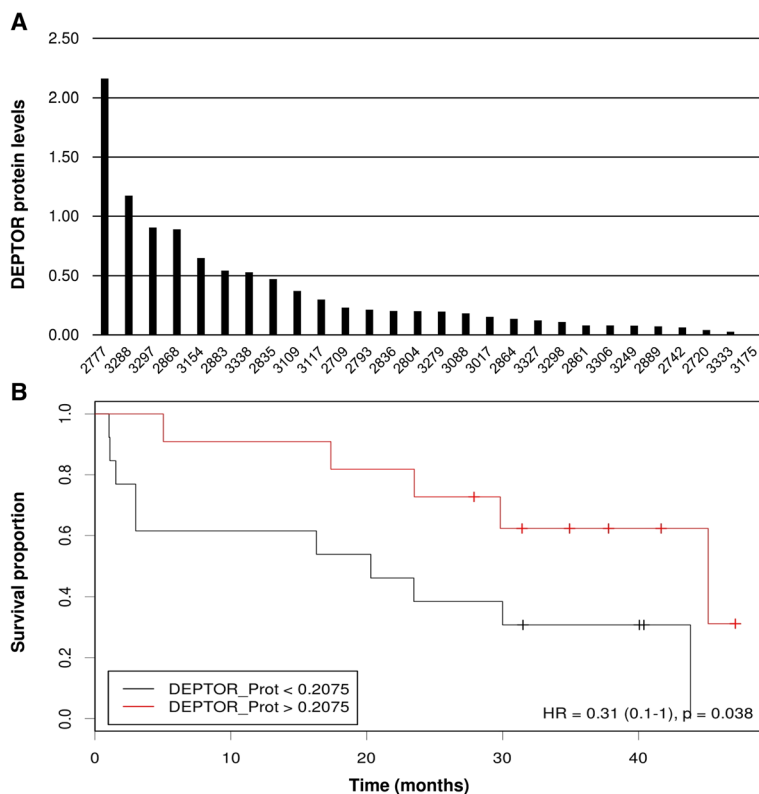 A
DEPTOR protein levels
2.50
2.00
1.50
1.00
0.50
0.00
2777 3288 3297 2868 3154 2883 3338 2835 3109 3117 2709 2793 2836 2804 3279 3088 3017 2864 3327 3298 2861 3306 3249 2889 2742 2720 3333 3175
B
Survival proportion
1.0
0.8
0.6
0.4
0.2
0.0
DEPTOR_Prot < 0.2075
DEPTOR_Prot > 0.2075
HR = 0.31 (0.1-1), p = 0.038
0 10 20 30 40
Time (months)